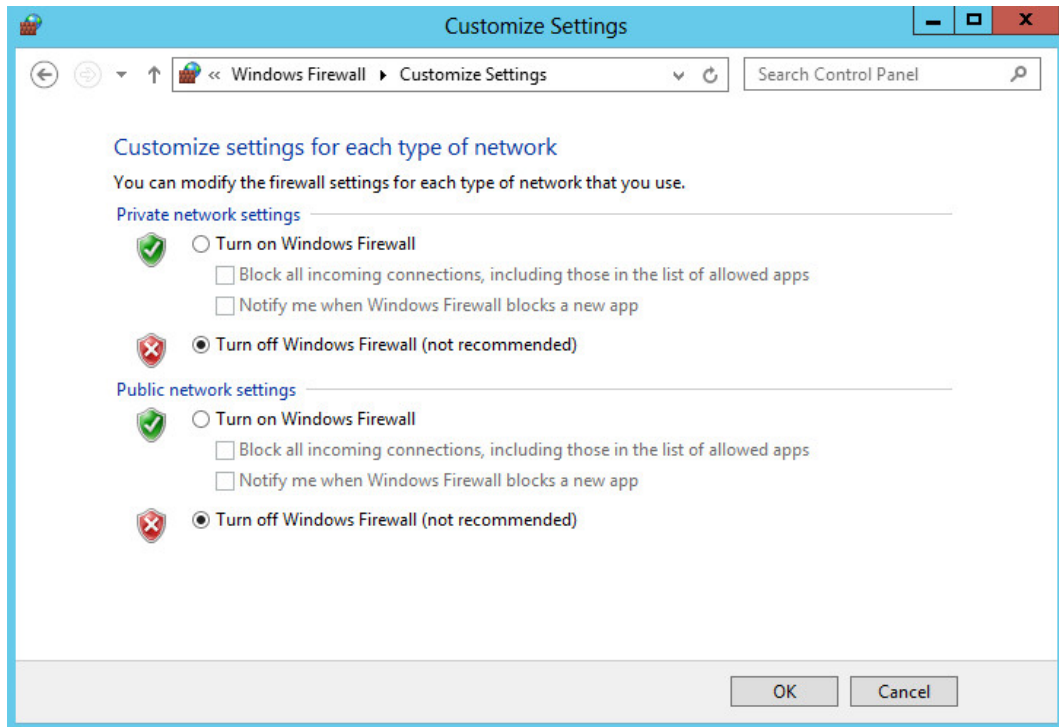 Customize Settings
« Windows Firewall Customize Settings Search Control Panel
Customize settings for each type of network
You can modify the firewall settings for each type of network that you use.
Private network settings
Turn on Windows Firewall
Block all incoming connections, including those in the list of allowed apps
Notify me when Windows Firewall blocks a new app
Turn off Windows Firewall (not recommended)
Public network settings
Turn on Windows Firewall
Block all incoming connections, including those in the list of allowed apps
Notify me when Windows Firewall blocks a new app
Turn off Windows Firewall (not recommended)
OK Cancel